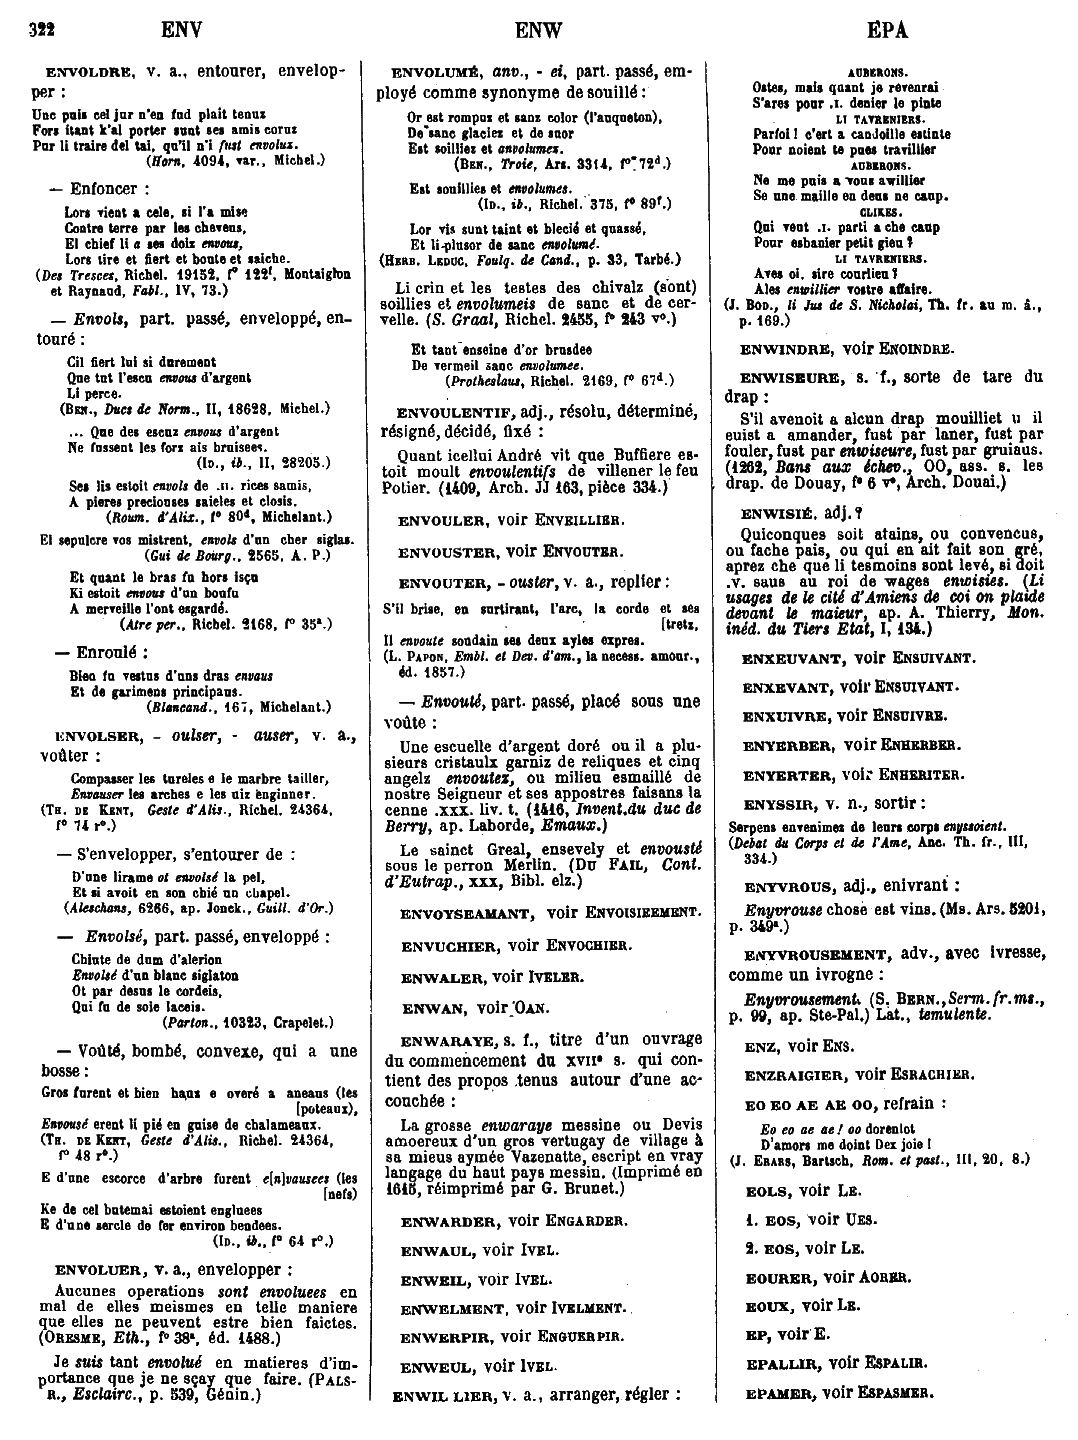 322 ENV ENW EPA
ENVOLDRE, v. a., entourer, envelop-
per :
Une puis cel jur n'en fud plait tenuz
Fors itant k'al porter sunt ses amis coruz
Pur li traire del tai, qu'il n'i fust envoluz.
(Horn, 4094, var., Michel.)
— Enfoncer :
Lors vient a cele, si l'a mise
Contre terre par les cheveus,
El chief li a ses doiz envous,
Lors tire et fiert et boute et saiche.
(Des Tresces, Richel. 19152, f° 122f, Montaiglon
et Raynaud, Fabl., IV, 73.)
— Envols, part. passé, enveloppé, en-
touré :
Cil fiert lui si durement
Que tut l'escu envous d'argent
Li perce.
(BEN., Ducs de Norm., II, 18628, Michel.)
... Que des escuz envous d'argent
Ne fussent les fors ais bruisees.
(ID., ib., II, 28205.)
Ses lis estoit envols de .II. rices samis,
A pieres preciouses saieles et closis.
(Roum. d'Alix., f° 80d, Michelant.)
El sepulcre vos mistrent, envols d'un cher siglas.
(Gui de Bourg., 2565, A. P.)
Et quant le bras fu hors isçu
Ki estoit envous d'un boufu
A merveille l'ont esgardé.
(Atre per., Richel. 2168, f° 35a.)
— Enroulé :
Bien fu vestus d'uns dras envous
Et de garimens principaus.
(Blancand., 167, Michelant.)
ENVOLSER, - oulser, - auser, v. a.,
voûter :
Compasser les tureles e le marbre tailler,
Envauser les arches e les uiz enginner.
(TH. DE KENT, Geste d'Alis., Richel. 24364,
f° 74 r°.)
— S'envelopper, s'entourer de :
D'une lirame ot envolsé la pel,
Et si avoit en son chié un chapel.
(Aleschans, 6266, ap. Jonck., Guill. d'Or.)
— Envolsé, part. passé, enveloppé :
Chiute de dum d'alerion
Envolsé d'un blanc siglaton
Ot par desus le cordeis,
Qui fu de soie laceis.
(Parton., 10323, Crapelet.)
— Voûté, bombé, convexe, qui a une
bosse :
Gros furent et bien haus e overé a aneaus (les
[poteaux),
Envousé erent li pié en guise de chalameaux.
(TH. DE KENT, Geste d'Alis., Richel. 24364,
f° 48 r°.)
E d'une escorce d'arbre furent e[n]vausees (les
[nefs)
Ke de cel butemai estoient engluees
E d'une sercle de fer environ bendees.
(ID., ib., f° 64 r°.)
ENVOLUER, v. a., envelopper :
Aucunes operations sont envoluees en
mal de elles meismes en telle maniere
que elles ne peuvent estre bien faictes.
(ORESME, Eth., f° 38a, éd. 1488.)
Je suis tant envolué en matieres d'im-
portance que je ne sçay que faire. (PALS-
R., Esclairc., p. 539, Génin.)
ENVOLUMÉ, anv., - ei, part. passé, em-
ployé comme synonyme de souillé :
Or est rompuz et sanz color (l'auqueton),
De sanc glaciez et de suor
Est soilliez et anvolumez.
(BEN., Troie, Ars. 3314, f° 72d.)
Est souillies et envolumes.
(ID., ib., Richel. 375, f° 89f.)
Lor vis sunt taint et blecié et quassé,
Et li plusor de sanc envolumé.
(HERB. LEDUC, Foulq. de Cand., p. 33, Tarbé.)
Li crin et les testes des chivalz (sont)
soillies et envolumeis de sanc et de cer-
velle. (S. Graal, Richel. 2455, f° 243 v°.)
Et tant enseine d'or brusdee
De vermeil sanc envolumee.
(Prothesiaus, Richel. 2169, f° 67d.)
ENVOULENTIF, adj., résolu, déterminé,
résigné, décidé, fixé :
Quant icellui André vit que Buffiere es-
toit moult envoulentifs de villener le feu
Potier. (1409, Arch. JJ 163, pièce 334.)
ENVOULER, voir ENVEILLIER.
ENVOUSTER, voir ENVOUTER.
ENVOUTER, - ouster, v. a., replier :
S'il brise, en surtirant, l'arc, la corde et ses
[tretz,
Il envoute soudain ses deux ayles expres.
(L. PAPON, Embl. et Dev. d'am., la necess. amour.,
éd. 1857.)
— Envouté, part. passé, placé sous une
voûte :
Une escuelle d'argent doré ou il a plu-
sieurs cristaulx garniz de reliques et cinq
angelz envoutez, ou milieu esmaillé de
nostre Seigneur et ses appostres faisans la
cenne .XXX. liv. t. (1416, Invent. du duc de
Berry, ap. Laborde, Emaux.)
Le sainct Greal, ensevely et envousté
sous le perron Merlin. (DU FAIL, Cont.
d'Eutrap., XXX, Bibl. elz.)
ENVOYSEAMANT, voir ENVOISIEEMENT.
ENVUCHIER, voir ENVOCHIER.
ENWALER, voir IVELER.
ENWAN, voir OAN.
ENWARAYE, s. f., titre d'un ouvrage
du commencement du XVIIe s. qui con-
tient des propos tenus autour d'une ac-
couchée :
La grosse enwaraye messine ou Devis
amoereux d'un gros vertugay de village à
sa mieus aymée Vazenatte, escript en vray
langage du haut pays messin. (Imprimé en
1615, réimprimé par G. Brunet.)
ENWARDER, voir ENGARDER.
ENWAUL, voir IVEL.
ENWEIL, voir IVEL.
ENWELMENT, voir IVELMENT.
ENWERPIR, voir ENGUERPIR.
ENWEUL, voir IVEL.
ENWIL LIER, v. a., arranger, régler :
AUBERONS.
Ostes, mais quant je revenrai
S'ares pour .I. denier le pinte
LI TAVRENIERS.
Parfoi ! c'ert a candoille estinte
Pour noient te pues travillier
AUBERONS.
Ne me puis a vous awillier
Se une maille en deus ne caup.
CLIKES.
Qui veut .I. parti a che caup
Pour esbanier petit gieu ?
LI TAVRENIERS.
Aves oi, sire courlieu ?
Ales enwillier vostre affaire.
(J. BOD., li Jus de S. Nicholai, Th. fr. au m. â.,
p. 169.)
ENWINDRE, voir ENOINDRE.
ENWISEURE, s. f., sorte de tare du
drap :
S'il avenoit a alcun drap mouilliet u il
euist a amander, fust par laner, fust par
fouler, fust par enwiseure, fust par gruiaus.
(1262, Bans aux échev., OO, ass. s. les
drap. de Douay, f° 6 v°, Arch. Douai.)
ENWISIÉ, adj. ?
Quiconques soit atains, ou convencus,
ou fache pais, ou qui en ait fait son gré,
aprez che que li tesmoins sont levé, si doit
.V. saus au roi de wages enwisies. (Li
usages de le cité d'Amiens de coi on plaide
devant le maieur, ap. A. Thierry, Mon.
inéd. du Tiers Etat, I, 134.)
ENXEUVANT, voir ENSUIVANT.
ENXEVANT, voir ENSUIVANT.
ENXUIVRE, voir ENSUIVRE.
ENYERBER, voir ENHERBER.
ENYERTER, voir ENHERITER.
ENYSSIR, v. n., sortir :
Serpens envenimez de leurs corps enyssoient.
(Debat du Corps et de l'Ame, Anc. Th. fr., III,
334.)
ENYVROUS, adj., enivrant :
Enyvrouse chose est vins. (Ms. Ars. 5201,
p. 349a.)
ENYVROUSEMENT, adv., avec ivresse,
comme un ivrogne :
Enyvrousement. (S. BERN., Serm. fr. ms.,
p. 99, ap. Ste-Pal.) Lat., temulente.
ENZ, voir ENS.
ENZRAIGIER, voir ESRACHIER.
EO EO AE AE OO, refrain :
Eo eo ae ae ! oo dorenlot
D'amors me doint Dex joie !
(J. ERARS, Bartsch, Rom. et past., III, 20, 8.)
EOLS, voir LE.
1. EOS, voir UES.
2. EOS, voir LE.
EOURER, voir AORER.
EOUX, voir LE.
EP, voir E.
EPALLIR, voir ESPALIR.
EPAMER, voir ESPASMER.